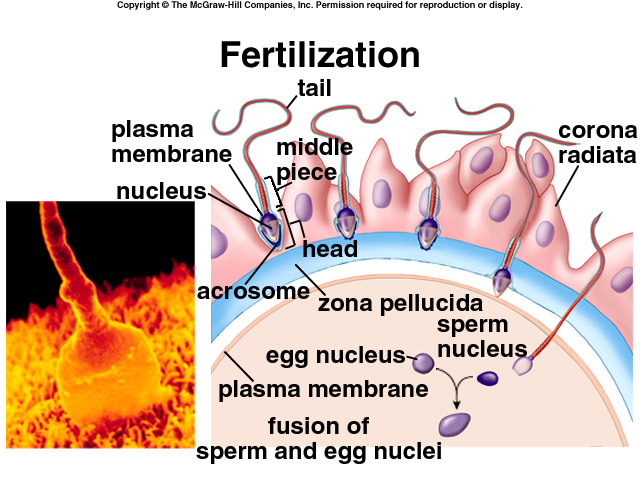 Copyright © The McGraw-Hill Companies, Inc. Permission required for reproduction or display.
Fertilization
tail
plasma
membrane
middle
piece
corona
radiata
nucleus
head
acrosome
zona pellucida
sperm
nucleus
egg nucleus
plasma membrane
fusion of
sperm and egg nuclei